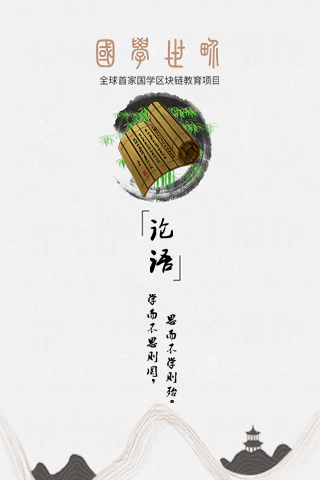 國學世界
全球首家国学区块链教育项目
「论语」
学而不思则罔，
思而不学则殆。